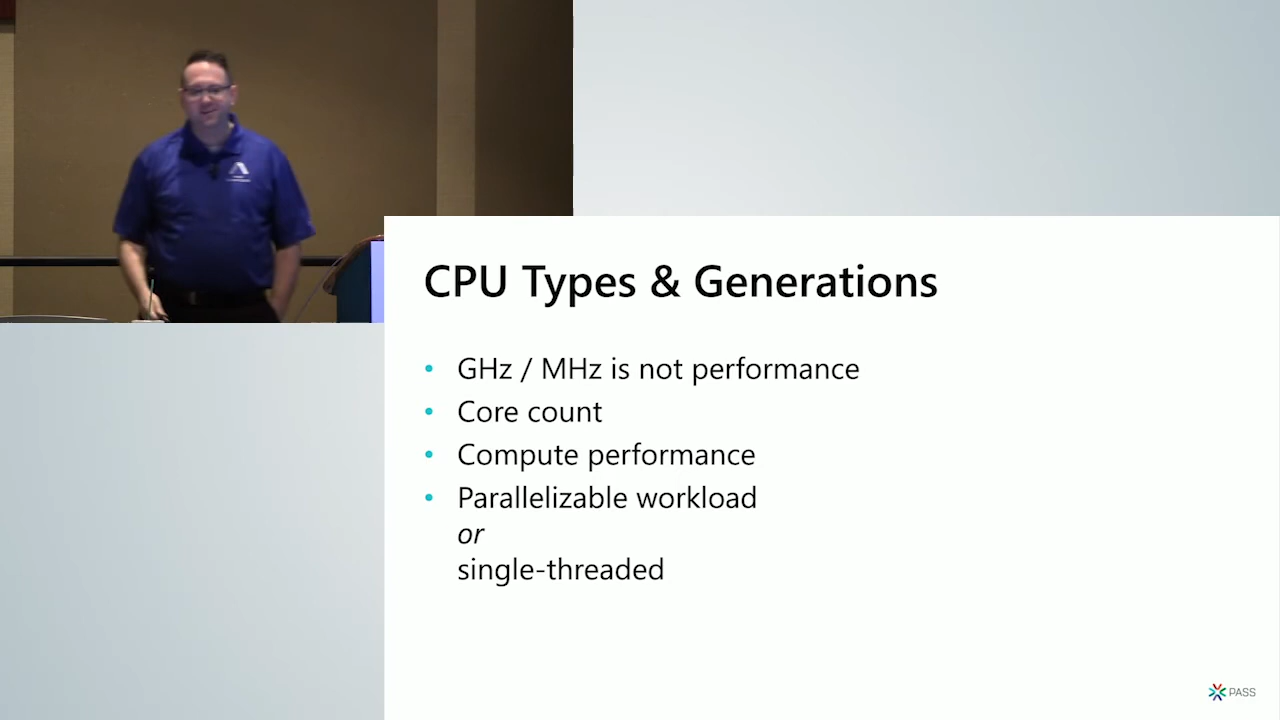 CPU Types & Generations
• GHz / MHz is not performance
• Core count
• Compute performance
• Parallelizable workload
or
single-threaded
PASS